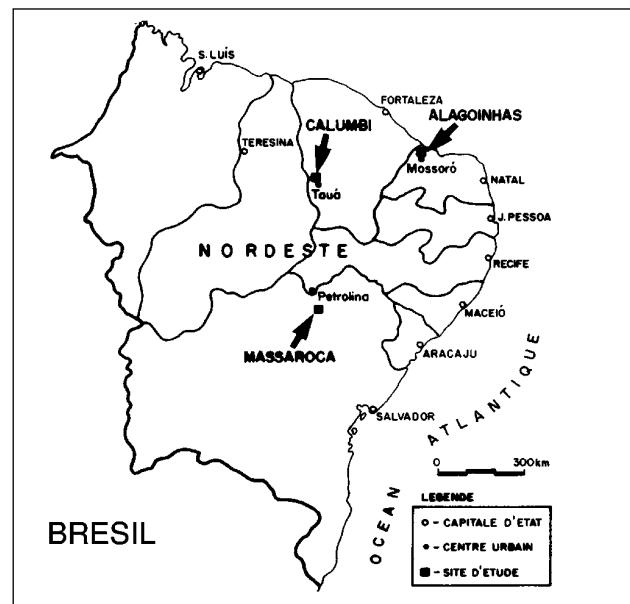 S. LUÍS
FORTALEZA
ALAGOINHAS
CALUMBI
TERESINA
Mossoró
Tauá
NATAL
J. PESSOA
NORDESTE
RECIFE
Petrolina
MACEIÓ
MASSAROCA
ARACAJU
SALVADOR
OCEAN ATLANTIQUE
0 300km
LEGENDE
CAPITALE D'ETAT
CENTRE URBAIN
SITE D'ETUDE
BRESIL